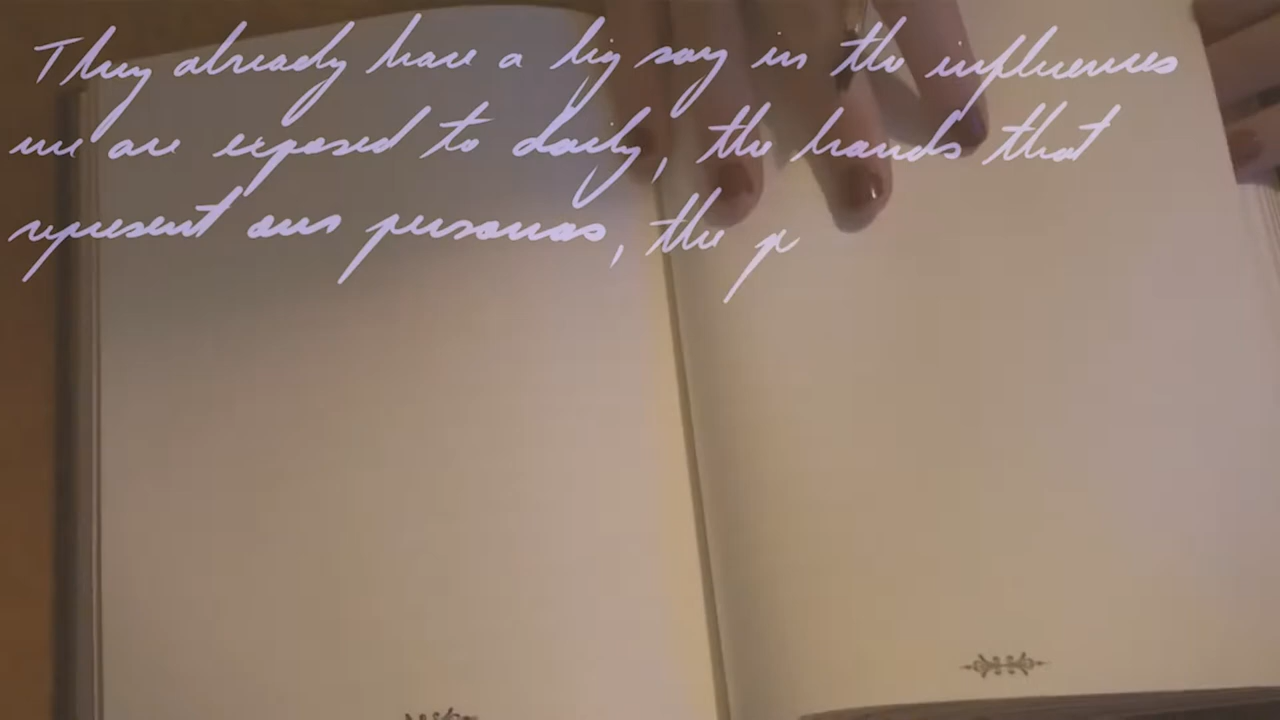 They already have a big say in the influences
we are exposed to daily, the hands that
represent our personas, the p